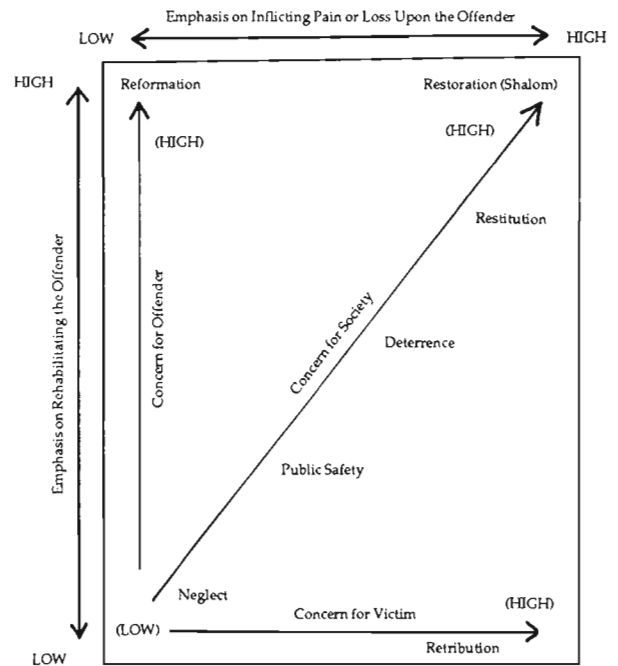 Emphasis on Inflicting Pain or Loss Upon the Offender
LOW
HIGH
HIGH
Reformation
Restoration (Shalom)
(HIGH)
(HIGH)
Restitution
Emphasis on Rehabilitating the Offender
Concern for Offender
Concern for Society
Deterrence
Public Safety
Neglect
(HIGH)
Concern for Victim
(LOW)
Retribution
LOW